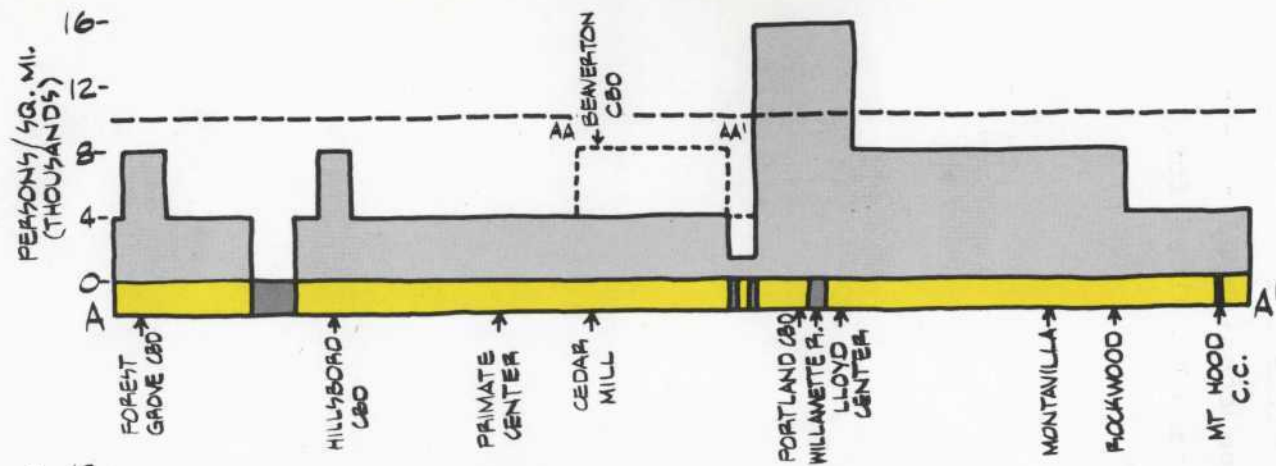 PERSONS/SQ. MI.
(THOUSANDS)
16-
12-
8-
4-
0-
AA
BEAVERTON
CBD
AA'
A
A'
FOREST
GROVE CBD
HILLSBORO
CBD
PRIMATE
CENTER
CEDAR
MILL
PORTLAND CBD
WILLAMETTE R.
LLOYD
CENTER
MONTAVILLA
ROCKWOOD
MT HOOD
C.C.